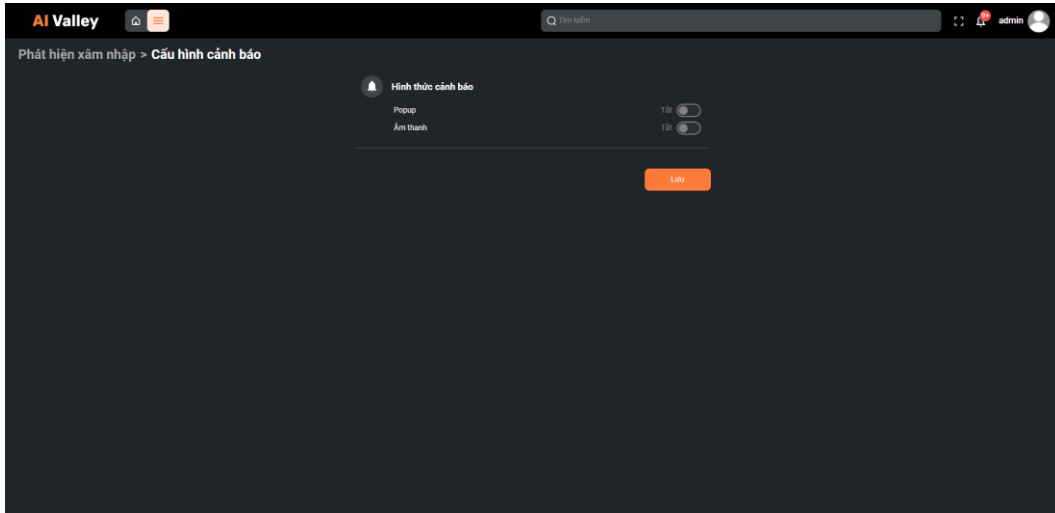 AI Valley
Tìm kiếm
9+
admin
Phát hiện xâm nhập > Cấu hình cảnh báo
Hình thức cảnh báo
Popup
Tắt
Âm thanh
Tắt
Lưu